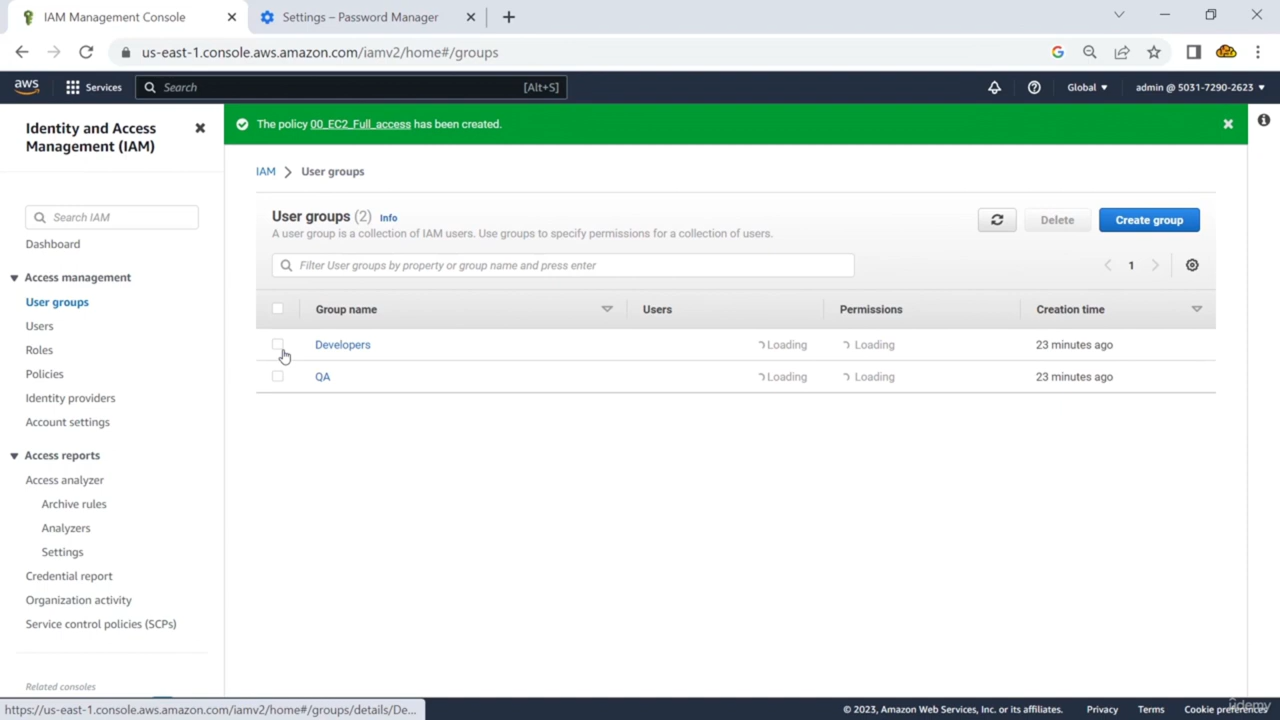 IAM Management Console
Settings – Password Manager
us-east-1.console.aws.amazon.com/iamv2/home#/groups
aws
Services
Search
[Alt+S]
Global
admin @ 5031-7290-2623
Identity and Access Management (IAM)
Search IAM
Dashboard
Access management
User groups
Users
Roles
Policies
Identity providers
Account settings
Access reports
Access analyzer
Archive rules
Analyzers
Settings
Credential report
Organization activity
Service control policies (SCPs)
Related consoles
The policy 00_EC2_Full_access has been created.
IAM
User groups
User groups (2) Info
A user group is a collection of IAM users. Use groups to specify permissions for a collection of users.
Delete
Create group
Filter User groups by property or group name and press enter
1
Group name Users Permissions Creation time
Developers Loading Loading 23 minutes ago
QA Loading Loading 23 minutes ago
https://us-east-1.console.aws.amazon.com/iamv2/home#/groups/details/De...
© 2023, Amazon Web Services, Inc. or its affiliates. Privacy Terms Cookie preferences
udemy